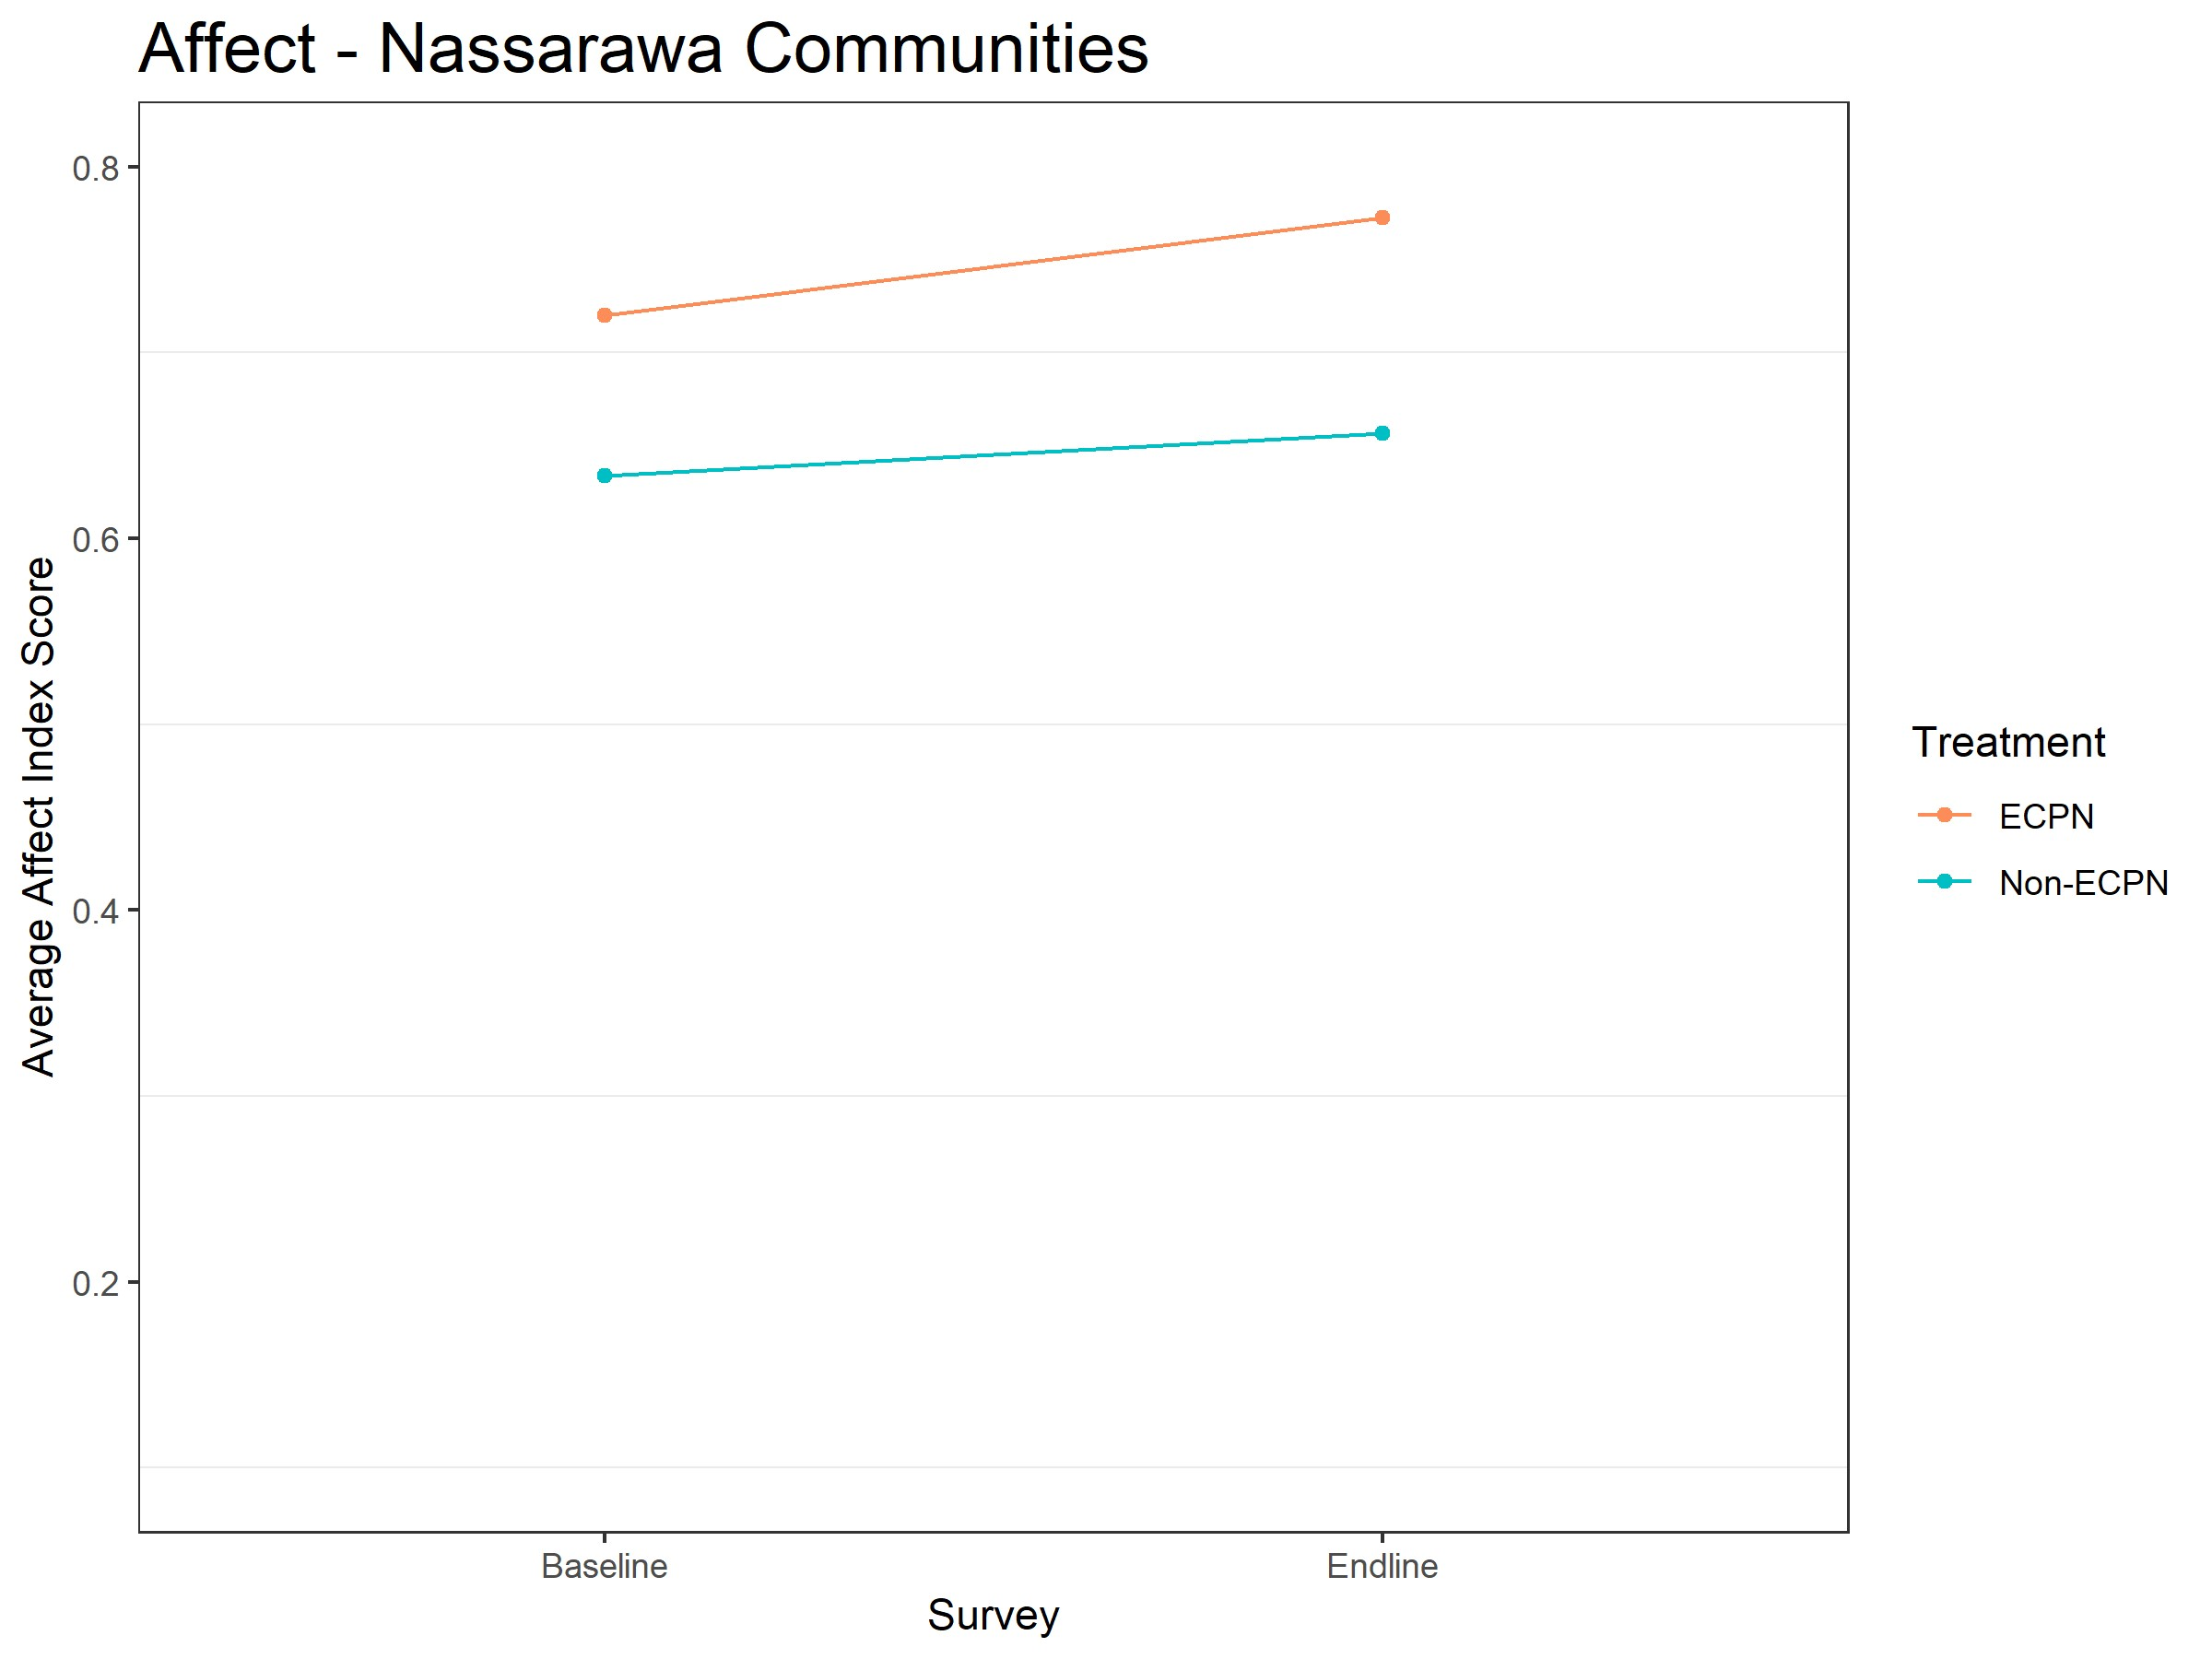 Affect - Nassarawa Communities
Average Affect Index Score
0.8
0.6
0.4
0.2
Baseline
Endline
Survey
Treatment
ECPN
Non-ECPN